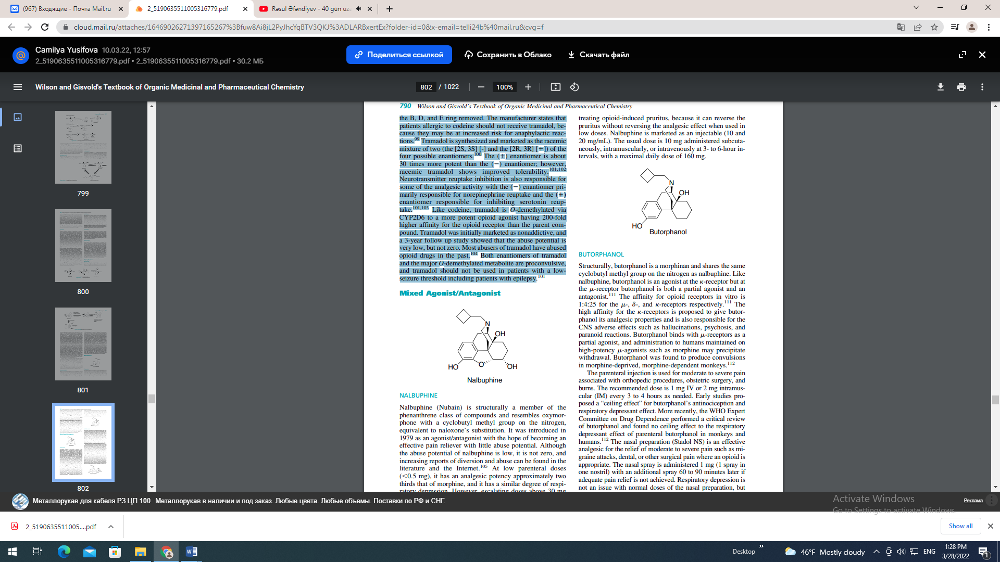 (967) Входящие - Почта Mail.ru
2_5190635511005316779.pdf
Rəsul Əfəndiyev - 40 gün uza
cloud.mail.ru/attaches/16469026271397165267%3Bfuw8Ai8jL2PyJhcYqBTV3QKJ%3ADLARBxertEx?folder-id=0&x-email=telli24b%40mail.ru&cvg=f
Camilya Yusifova 10.03.22, 12:57
2_5190635511005316779.pdf • 2_5190635511005316779.pdf • 30.2 МБ
Поделиться ссылкой
Сохранить в Облако
Скачать файл
Wilson and Gisvold's Textbook of Organic Medicinal and Pharmaceutical Chemistry
802 / 1022
100%
799
800
801
802
790 Wilson and Gisvold's Textbook of Organic Medicinal and Pharmaceutical Chemistry
the B, D, and E ring removed. The manufacturer states that
patients allergic to codeine should not receive tramadol, be-
cause they may be at increased risk for anaphylactic reac-
tions.99 Tramadol is synthesized and marketed as the racemic
mixture of two (the [2S, 3S] [-] and the [2R, 3R] [+]) of the
four possible enantiomers.100 The (+) enantiomer is about
30 times more potent than the (−) enantiomer; however,
racemic tramadol shows improved tolerability.101,102
Neurotransmitter reuptake inhibition is also responsible for
some of the analgesic activity with the (−) enantiomer pri-
marily responsible for norepinephrine reuptake and the (+)
enantiomer responsible for inhibiting serotonin reup-
take.101,103 Like codeine, tramadol is O-demethylated via
CYP2D6 to a more potent opioid agonist having 200-fold
higher affinity for the opioid receptor than the parent com-
pound. Tramadol was initially marketed as nonaddictive, and
a 3-year follow up study showed that the abuse potential is
very low, but not zero. Most abusers of tramadol have abused
opioid drugs in the past.104 Both enantiomers of tramadol
and the major O-demethylated metabolite are proconvulsive,
and tramadol should not be used in patients with a low-
seizure threshold including patients with epilepsy.101
Mixed Agonist/Antagonist
N
OH
HO
O
OH
Nalbuphine
NALBUPHINE
Nalbuphine (Nubain) is structurally a member of the
phenanthrene class of compounds and resembles oxymor-
phone with a cyclobutyl methyl group on the nitrogen,
equivalent to naloxone's substitution. It was introduced in
1979 as an agonist/antagonist with the hope of becoming an
effective pain reliever with little abuse potential. Although
the abuse potential of nalbuphine is low, it is not zero, and
increasing reports of diversion and abuse can be found in the
literature and the Internet.105 At low parenteral doses
(<0.5 mg), it has an analgesic potency approximately two
thirds that of morphine, and it has a similar degree of respi-
ratory depression. However, escalating doses above 30 mg
treating opioid-induced pruritus, because it can reverse the
pruritus without reversing the analgesic effect when used in
low doses. Nalbuphine is marketed as an injectable (10 and
20 mg/mL). The usual dose is 10 mg administered subcuta-
neously, intramuscularly, or intravenously at 3- to 6-hour in-
tervals, with a maximal daily dose of 160 mg.
N
OH
HO
Butorphanol
BUTORPHANOL
Structurally, butorphanol is a morphinan and shares the same
cyclobutyl methyl group on the nitrogen as nalbuphine. Like
nalbuphine, butorphanol is an agonist at the κ-receptor but at
the μ-receptor butorphanol is both a partial agonist and an
antagonist.111 The affinity for opioid receptors in vitro is
1:4:25 for the μ-, δ-, and κ-receptors respectively.111 The
high affinity for the κ-receptors is proposed to give butor-
phanol its analgesic properties and is also responsible for the
CNS adverse effects such as hallucinations, psychosis, and
paranoid reactions. Butorphanol binds with μ-receptors as a
partial agonist, and administration to humans maintained on
high-potency μ-agonists such as morphine may precipitate
withdrawal. Butorphanol was found to produce convulsions
in morphine-deprived, morphine-dependent monkeys.112
The parenteral injection is used for moderate to severe pain
associated with orthopedic procedures, obstetric surgery, and
burns. The recommended dose is 1 mg IV or 2 mg intramus-
cular (IM) every 3 to 4 hours as needed. Early studies pro-
posed a “ceiling effect” for butorphanol's antinociception and
respiratory depressant effect. More recently, the WHO Expert
Committee on Drug Dependence performed a critical review
of butorphanol and found no ceiling effect to the respiratory
depressant effect of parenteral butorphanol in monkeys and
humans.112 The nasal preparation (Stadol NS) is an effective
analgesic for the relief of moderate to severe pain such as mi-
graine attacks, dental, or other surgical pain where an opioid is
appropriate. The nasal spray is administered 1 mg (1 spray in
one nostril) with an additional spray 60 to 90 minutes later if
adequate pain relief is not achieved. Respiratory depression is
not an issue with normal doses of the nasal preparation, but
Металлорукав для кабеля РЗ ЦП 100 Металлорукав в наличии и под заказ. Любые цвета. Любые объемы. Поставки по РФ и СНГ.
Реклама
Activate Windows
Go to Settings to activate Windows.
2_5190635511005....pdf
Show all
Desktop
46°F Mostly cloudy
ENG
1:28 PM
3/28/2022
1